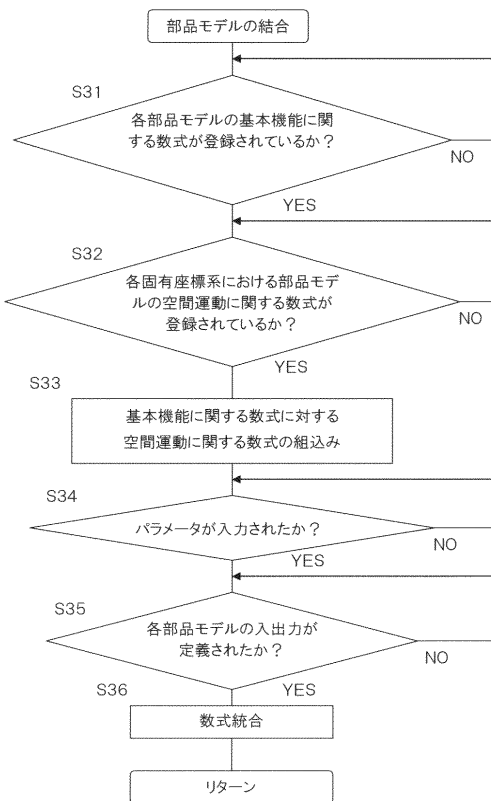 部品モデルの結合
S31
各部品モデルの基本機能に関
する数式が登録されているか？
NO
YES
S32
各固有座標系における部品モデ
ルの空間運動に関する数式が
登録されているか？
NO
YES
S33
基本機能に関する数式に対する
空間運動に関する数式の組込み
S34
パラメータが入力されたか？
NO
YES
S35
各部品モデルの入出力が
定義されたか？
NO
YES
S36
数式統合
リターン